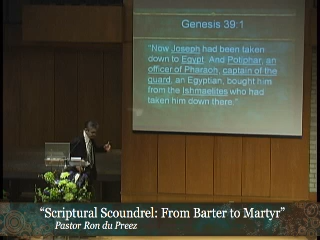 Genesis 39:1
"Now Joseph had been taken
down to Egypt. And Potiphar, an
officer of Pharaoh, captain of the
guard, an Egyptian, bought him
from the Ishmaelites who had
taken him down there."
"Scriptural Scoundrel: From Barter to Martyr"
Pastor Ron du Preez